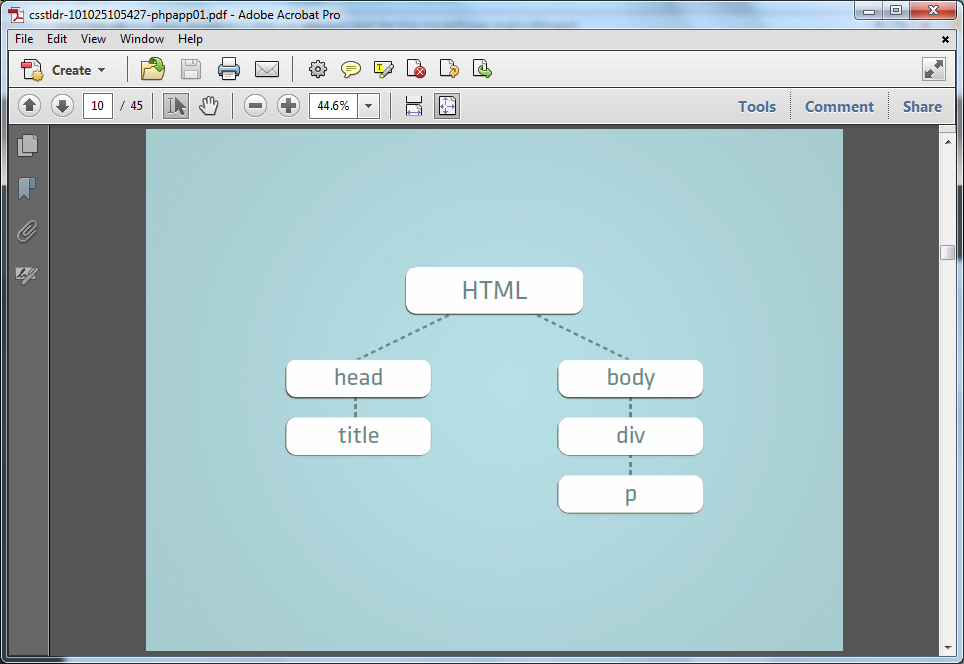 csstldr-101025105427-phpapp01.pdf - Adobe Acrobat Pro
File Edit View Window Help
Create
10 / 45 44.6% Tools Comment Share
HTML
head body
title div
p